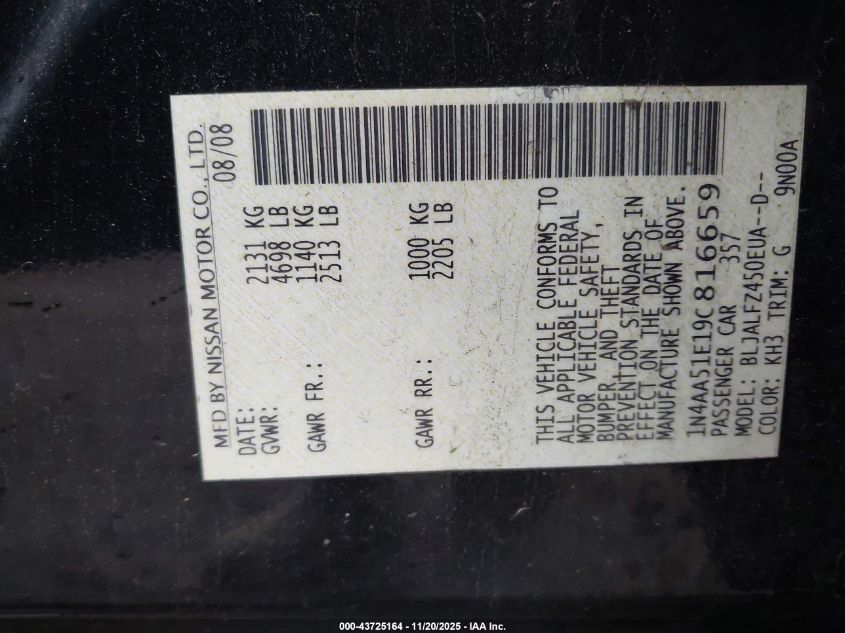 MFD BY NISSAN MOTOR CO., LTD.
DATE: 08/08
GVWR: 2131 KG
4698 LB
GAWR FR.: 1140 KG
2513 LB
GAWR RR.: 1000 KG
2205 LB
THIS VEHICLE CONFORMS TO
ALL APPLICABLE FEDERAL
MOTOR VEHICLE SAFETY,
BUMPER, AND THEFT
PREVENTION STANDARDS IN
EFFECT ON THE DATE OF
MANUFACTURE SHOWN ABOVE.
1N4AA51E19C816659
PASSENGER CAR 357
MODEL: BLJALFZ450EUA--D--
COLOR: KH3 TRIM: G 9N00A
000-43725164 - 11/20/2025 - IAA Inc.